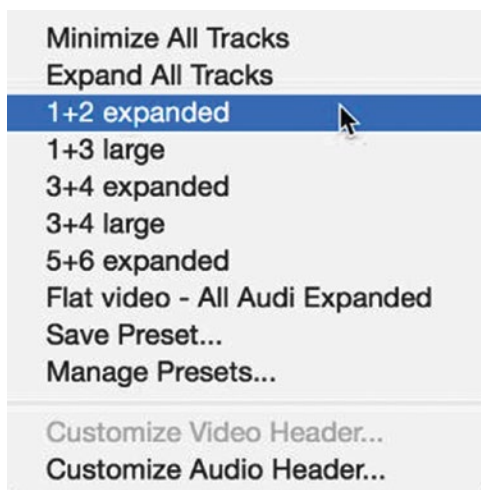 Minimize All Tracks
Expand All Tracks
1+2 expanded
1+3 large
3+4 expanded
3+4 large
5+6 expanded
Flat video - All Audi Expanded
Save Preset...
Manage Presets...
Customize Video Header...
Customize Audio Header...